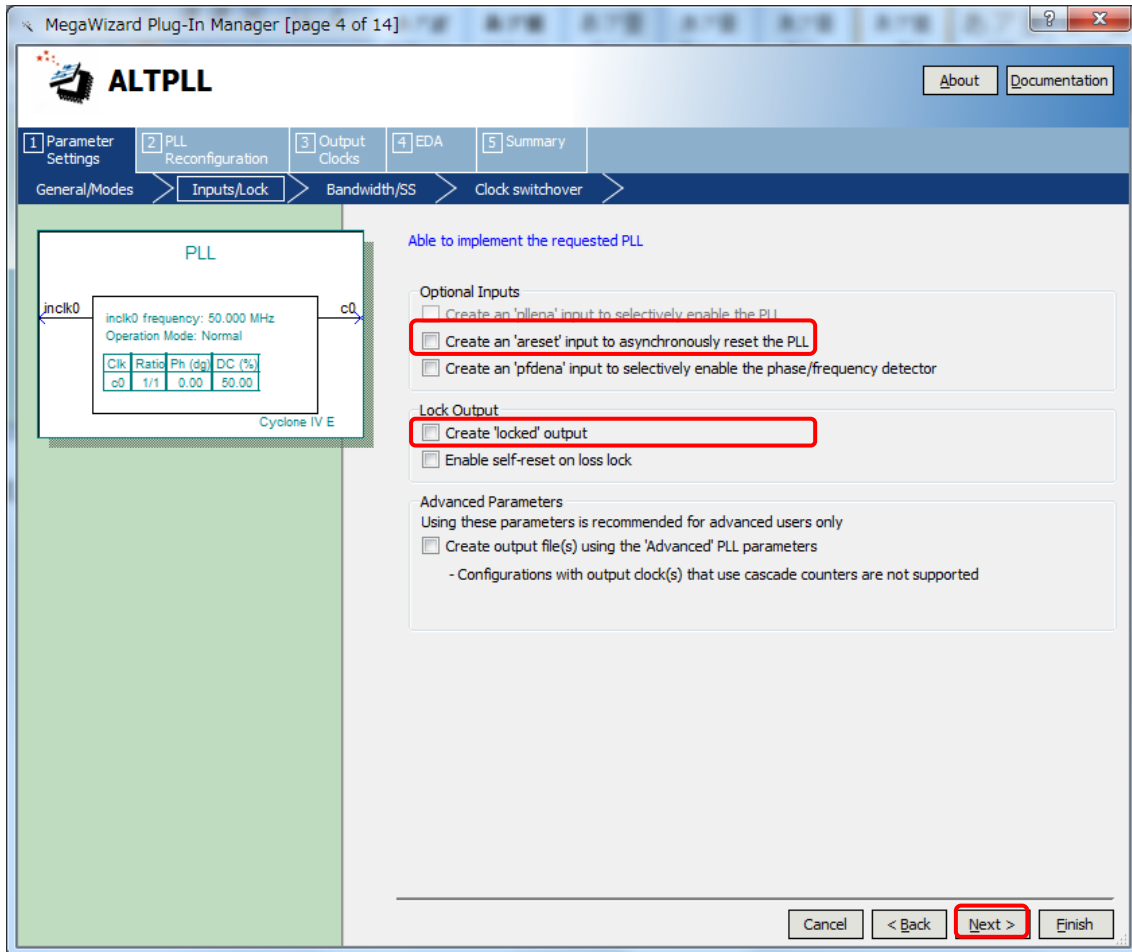 MegaWizard Plug-In Manager [page 4 of 14]
ALTPLL
About
Documentation
1 Parameter Settings
2 PLL Reconfiguration
3 Output Clocks
4 EDA
5 Summary
General/Modes
Inputs/Lock
Bandwidth/SS
Clock switchover
PLL
inclk0
c0
inclk0 frequency: 50.000 MHz
Operation Mode: Normal
Clk Ratio Ph (dg) DC (%)
c0 1/1 0.00 50.00
Cyclone IV E
Able to implement the requested PLL
Optional Inputs
Create an 'pllena' input to selectively enable the PLL
Create an 'areset' input to asynchronously reset the PLL
Create an 'pfdena' input to selectively enable the phase/frequency detector
Lock Output
Create 'locked' output
Enable self-reset on loss lock
Advanced Parameters
Using these parameters is recommended for advanced users only
Create output file(s) using the 'Advanced' PLL parameters
- Configurations with output clock(s) that use cascade counters are not supported
Cancel
< Back
Next >
Finish